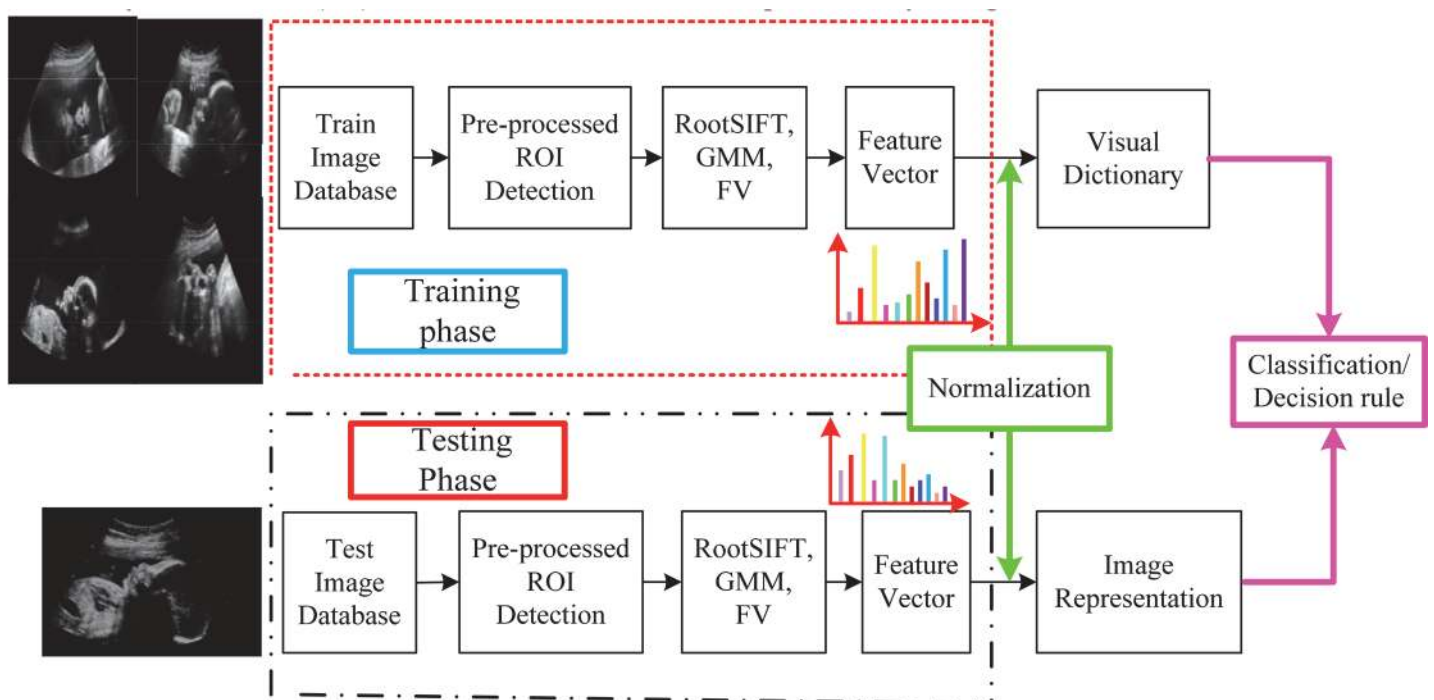 Train
Image
Database
Pre-processed
ROI
Detection
RootSIFT,
GMM,
FV
Feature
Vector
Visual
Dictionary
Training
phase
Normalization
Classification/
Decision rule
Testing
Phase
Test
Image
Database
Pre-processed
ROI
Detection
RootSIFT,
GMM,
FV
Feature
Vector
Image
Representation